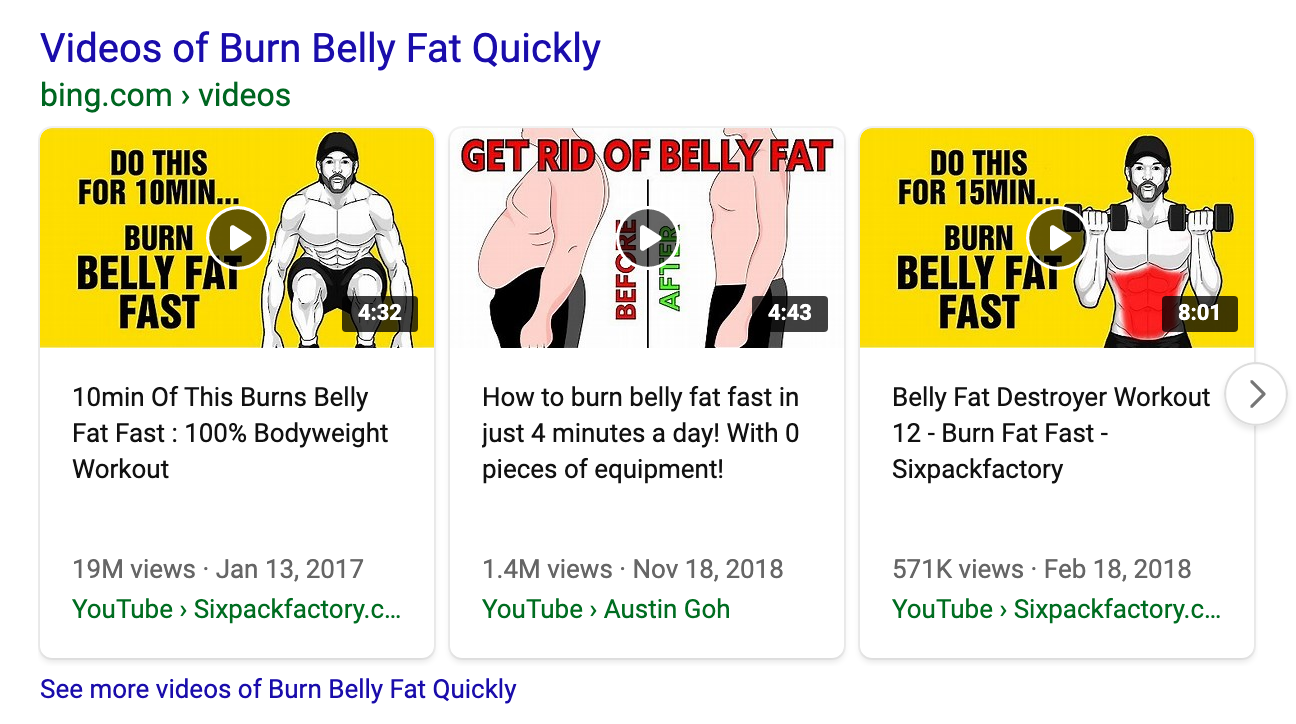 Videos of Burn Belly Fat Quickly
bing.com › videos
DO THIS
FOR 10MIN...
BURN
BELLY FAT
FAST
4:32
10min Of This Burns Belly
Fat Fast : 100% Bodyweight
Workout
19M views · Jan 13, 2017
YouTube › Sixpackfactory.c...
GET RID OF BELLY FAT
BEFORE
AFTER
4:43
How to burn belly fat fast in
just 4 minutes a day! With 0
pieces of equipment!
1.4M views · Nov 18, 2018
YouTube › Austin Goh
DO THIS
FOR 15MIN...
BURN
BELLY FAT
FAST
8:01
Belly Fat Destroyer Workout
12 - Burn Fat Fast -
Sixpackfactory
571K views · Feb 18, 2018
YouTube › Sixpackfactory.c...
See more videos of Burn Belly Fat Quickly